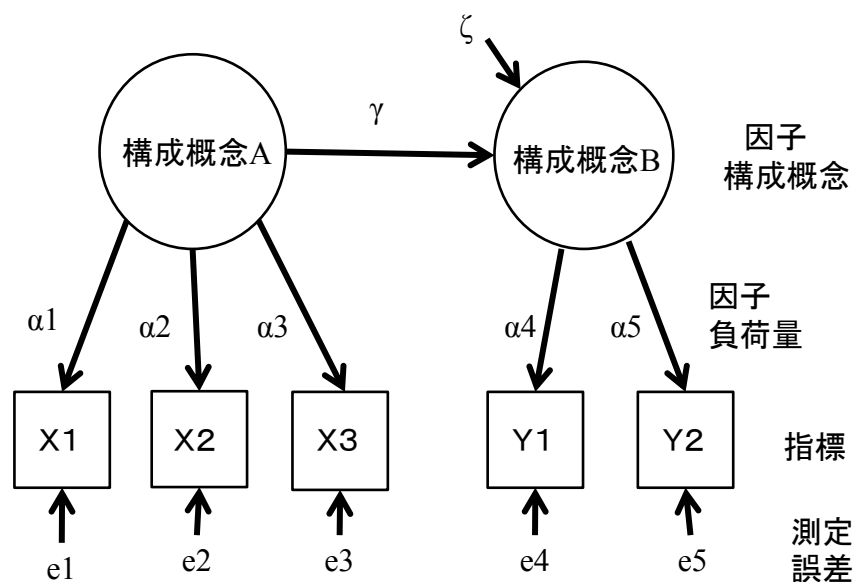 ζ
γ
構成概念A
構成概念B
因子
構成概念
α1
α2
α3
α4
α5
因子
負荷量
X1
X2
X3
Y1
Y2
指標
e1
e2
e3
e4
e5
測定
誤差